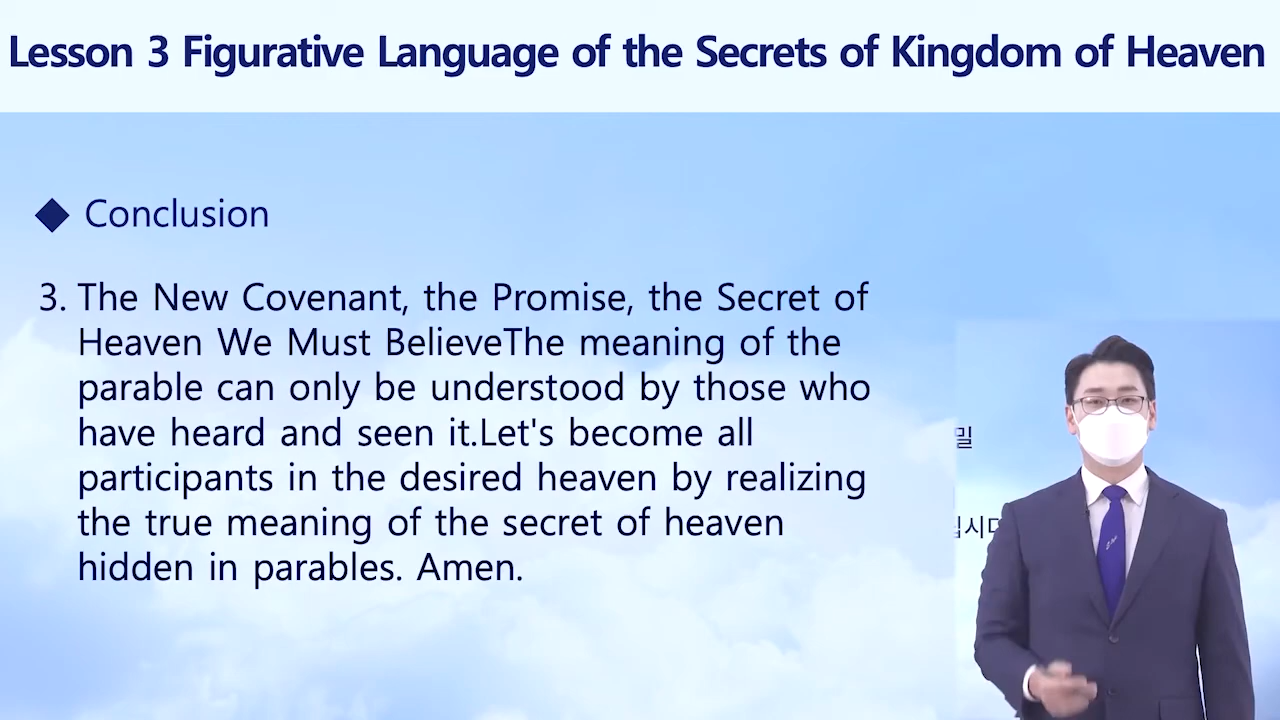 Lesson 3 Figurative Language of the Secrets of Kingdom of Heaven
◆ Conclusion
3. The New Covenant, the Promise, the Secret of
Heaven We Must BelieveThe meaning of the
parable can only be understood by those who
have heard and seen it.Let's become all
participants in the desired heaven by realizing
the true meaning of the secret of heaven
hidden in parables. Amen.
밀